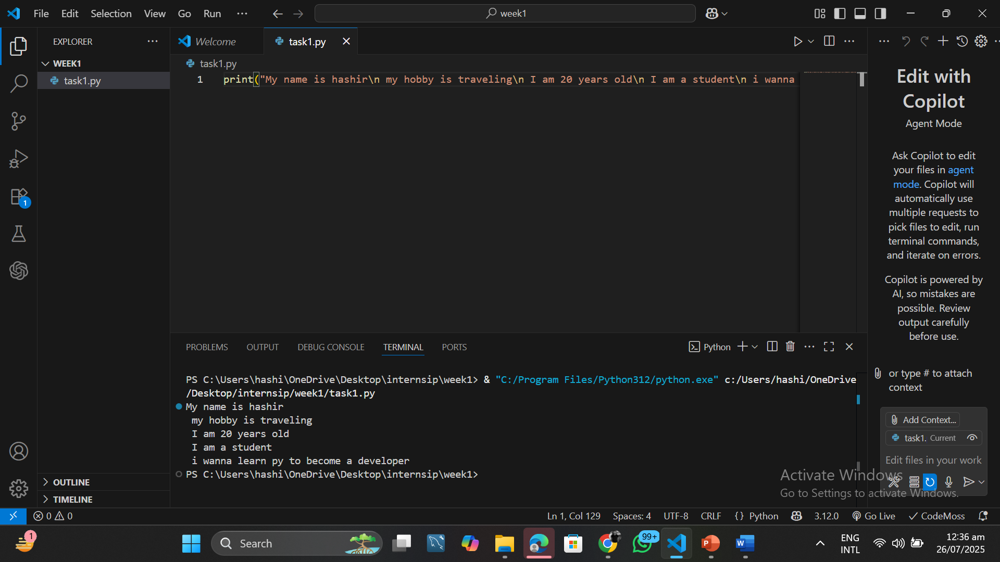 File Edit Selection View Go Run ···
week1
EXPLORER
WEEK1
task1.py
1
OUTLINE
TIMELINE
Welcome
task1.py
task1.py
1 print("My name is hashir\n my hobby is traveling\n I am 20 years old\n I am a student\n i wanna
PROBLEMS OUTPUT DEBUG CONSOLE TERMINAL PORTS
Python
PS C:\Users\hashi\OneDrive\Desktop\internsip\week1> & "C:/Program Files/Python312/python.exe" c:/Users/hashi/OneDrive
/Desktop/internsip/week1/task1.py
My name is hashir
my hobby is traveling
I am 20 years old
I am a student
i wanna learn py to become a developer
PS C:\Users\hashi\OneDrive\Desktop\internsip\week1>
Edit with
Copilot
Agent Mode
Ask Copilot to edit
your files in agent
mode. Copilot will
automatically use
multiple requests to
pick files to edit, run
terminal commands,
and iterate on errors.
Copilot is powered by
AI, so mistakes are
possible. Review
output carefully
before use.
or type # to attach
context
Add Context...
task1. Current
Edit files in your work
Activate Windows
Go to Settings to activate Windows.
0 0
Ln 1, Col 129 Spaces: 4 UTF-8 CRLF {} Python 3.12.0 Go Live CodeMoss
1
Search
99+
ENG
INTL
12:36 am
26/07/2025